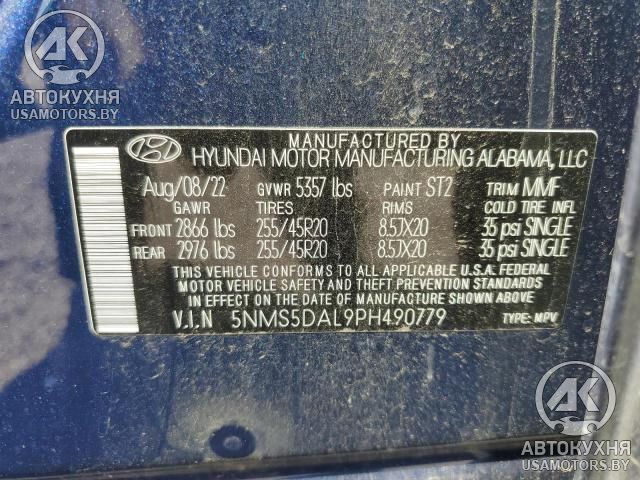 AK
АВТОКУХНЯ
USAMOTORS.BY
MANUFACTURED BY
HYUNDAI MOTOR MANUFACTURING ALABAMA, LLC
Aug/08/22 GVWR 5357 lbs PAINT ST2 TRIM MMF
GAWR TIRES RIMS COLD TIRE INFL
FRONT 2866 lbs 255/45R20 8.5JX20 35 psi SINGLE
REAR 2976 lbs 255/45R20 8.5JX20 35 psi SINGLE
THIS VEHICLE CONFORMS TO ALL APPLICABLE U.S.A. FEDERAL
MOTOR VEHICLE SAFETY AND THEFT PREVENTION STANDARDS
IN EFFECT ON THE DATE OF MANUFACTURE SHOWN ABOVE.
V.I.N 5NMS5DAL9PH490779 TYPE: MPV
AK
АВТОКУХНЯ
USAMOTORS.BY